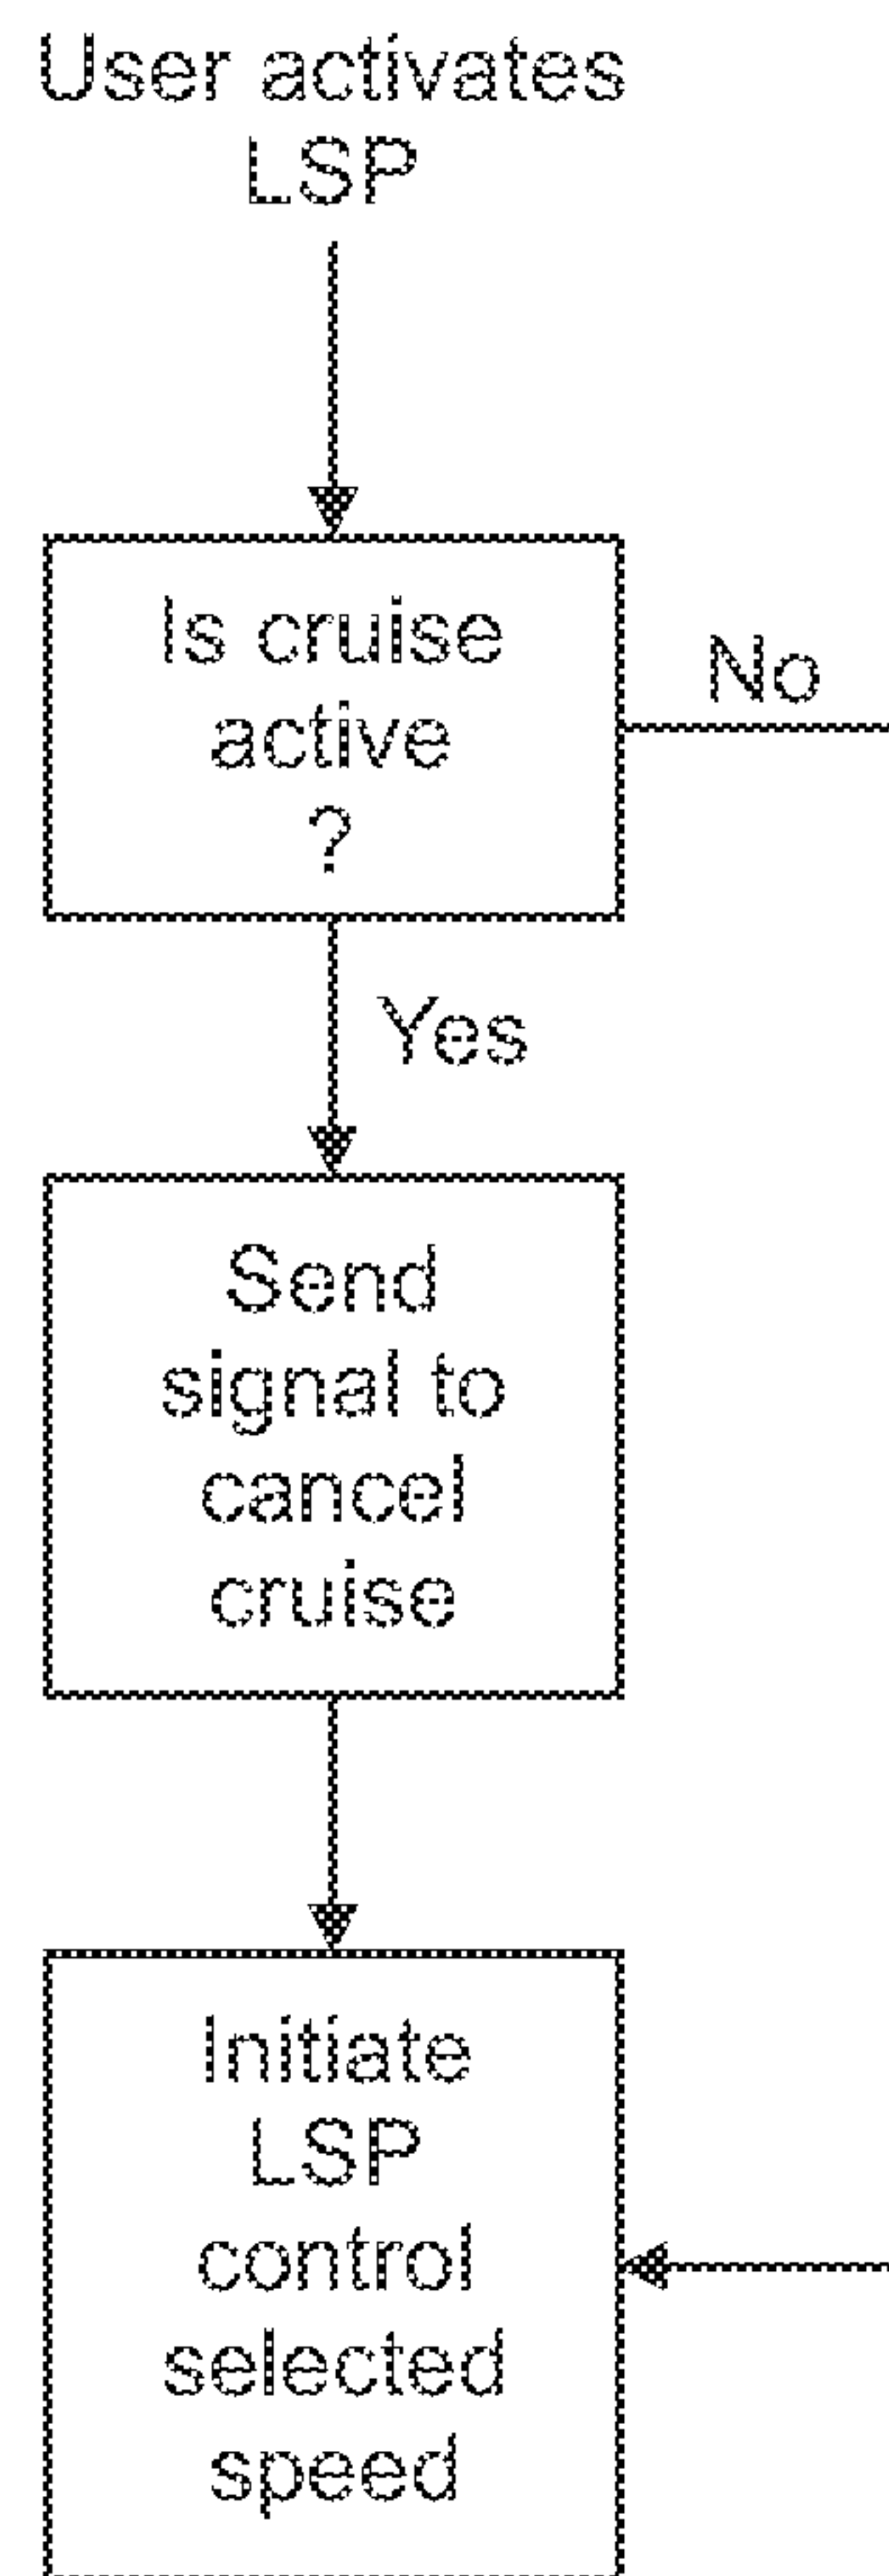 User activates
LSP
Is cruise
active
?
No
Yes
Send
signal to
cancel
cruise
Initiate
LSP
control
selected
speed